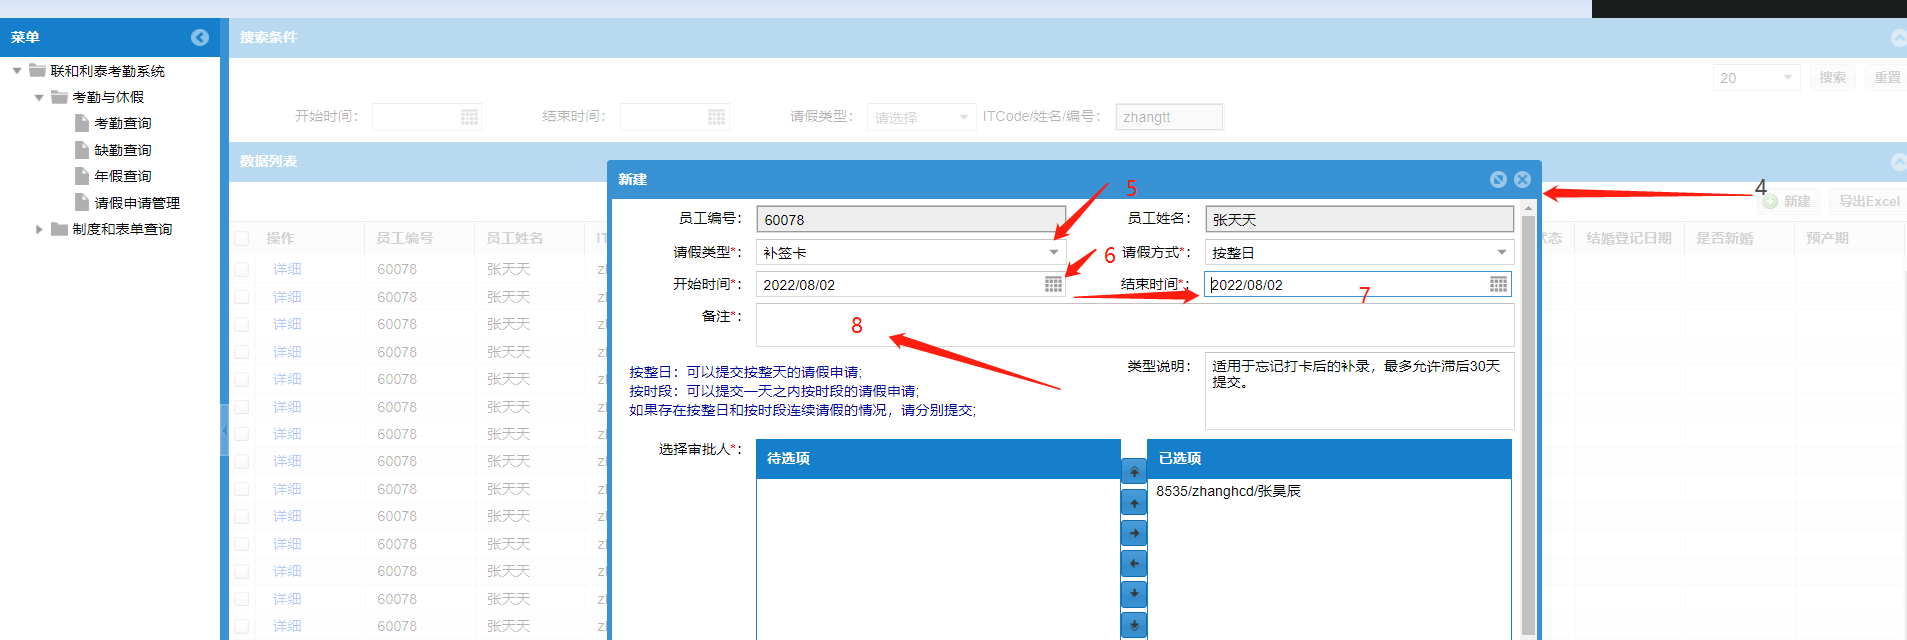 菜单
搜索条件
联和利泰考勤系统
20
搜索
重置
考勤与休假
考勤查询
缺勤查询
年假查询
请假申请管理
制度和表单查询
开始时间:
结束时间:
请假类型:
请选择
ITCode/姓名/编号:
zhangtt
数据列表
4
新建
导出Excel
操作 员工编号 员工姓名 IT
状态 结婚登记日期 是否新婚 预产期
详细 60078 张天天 zh
详细 60078 张天天 zh
详细 60078 张天天 zh
详细 60078 张天天 zh
详细 60078 张天天 zh
详细 60078 张天天 zh
详细 60078 张天天 zh
详细 60078 张天天 zh
详细 60078 张天天 zh
详细 60078 张天天 zh
详细 60078 张天天 zh
详细 60078 张天天 zh
详细 60078 张天天 zh
详细 60078 张天天 zh
新建
5
员工编号: 60078
员工姓名: 张天天
请假类型*: 补签卡
6
请假方式*: 按整日
开始时间*: 2022/08/02
结束时间*: 2022/08/02
7
备注*:
8
按整日: 可以提交按整天的请假申请;
按时段: 可以提交一天之内按时段的请假申请;
如果存在按整日和按时段连续请假的情况, 请分别提交;
类型说明: 适用于忘记打卡后的补录, 最多允许滞后30天
提交。
选择审批人*:
待选项
已选项
8535/zhanghcd/张昊辰